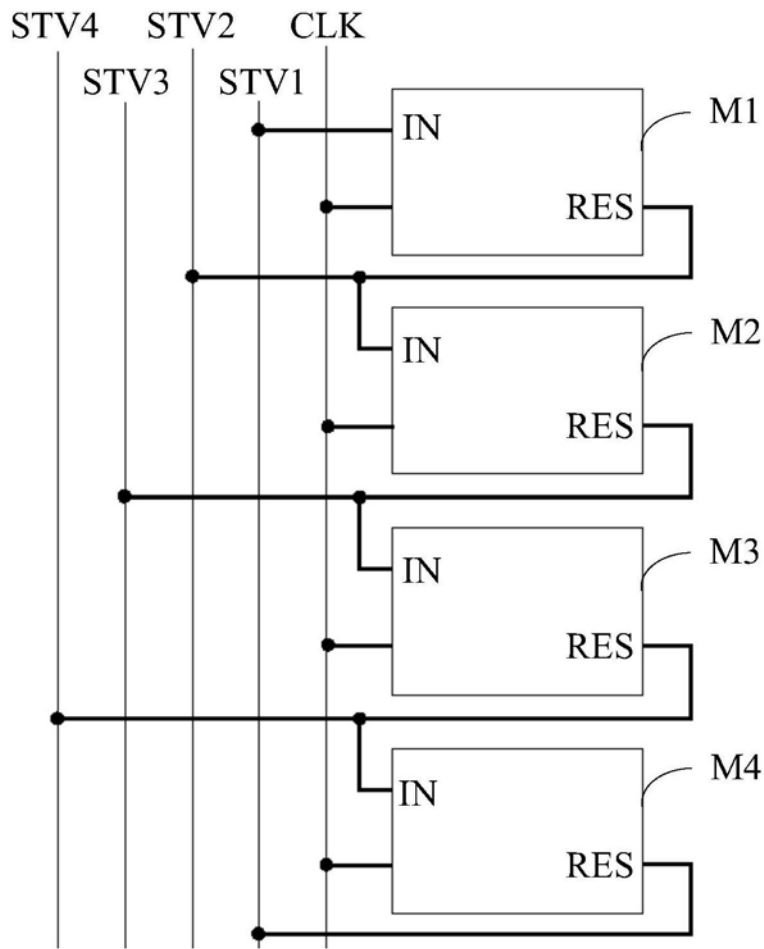 STV4 STV2 CLK
STV3 STV1
M1
IN
RES
M2
IN
RES
M3
IN
RES
M4
IN
RES